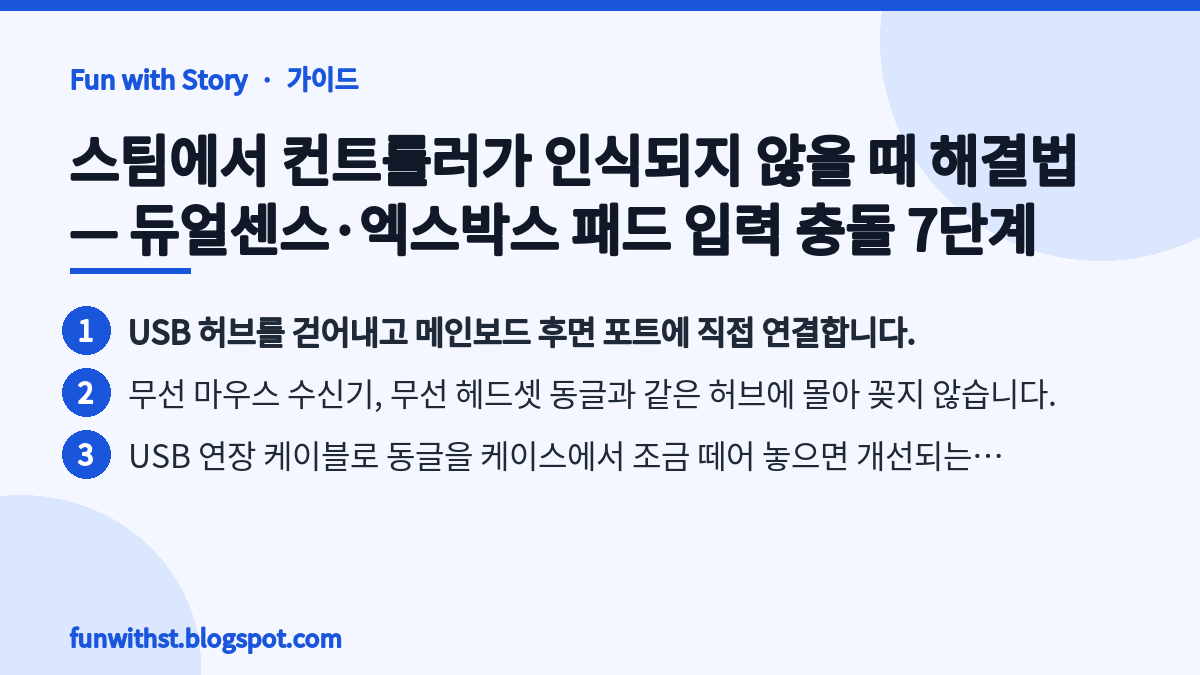 Fun with Story · 가이드
스팀에서 컨트롤러가 인식되지 않을 때 해결법
— 듀얼센스·엑스박스 패드 입력 충돌 7단계
1 USB 허브를 걷어내고 메인보드 후면 포트에 직접 연결합니다.
2 무선 마우스 수신기, 무선 헤드셋 동글과 같은 허브에 몰아 꽂지 않습니다.
3 USB 연장 케이블로 동글을 케이스에서 조금 떼어 놓으면 개선되는…
funwithst.blogspot.com